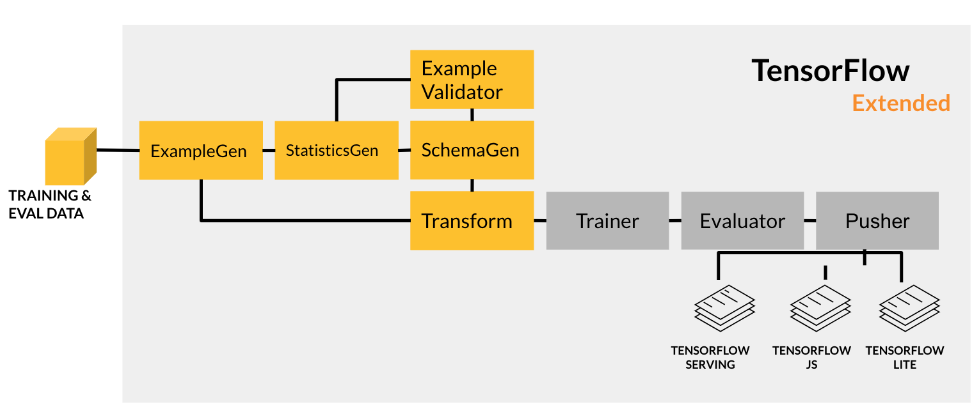 TensorFlow
Extended
Example
Validator
ExampleGen
StatisticsGen
SchemaGen
TRAINING &
EVAL DATA
Transform
Trainer
Evaluator
Pusher
TENSORFLOW
SERVING
TENSORFLOW
JS
TENSORFLOW
LITE